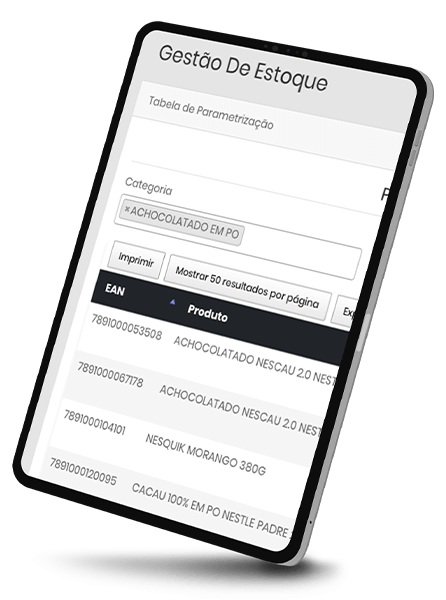 Gestão De Estoque
Tabela de Parametrização
Categoria
×ACHOCOLATADO EM PO
Imprimir Mostrar 50 resultados por página
EAN Produto
7891000053508 ACHOCOLATADO NESCAU 2.0 NEST
7891000067178 ACHOCOLATADO NESCAU 2.0 NEST
7891000104101 NESQUIK MORANGO 380G
7891000120095 CACAU 100% EM PO NESTLE PADRE